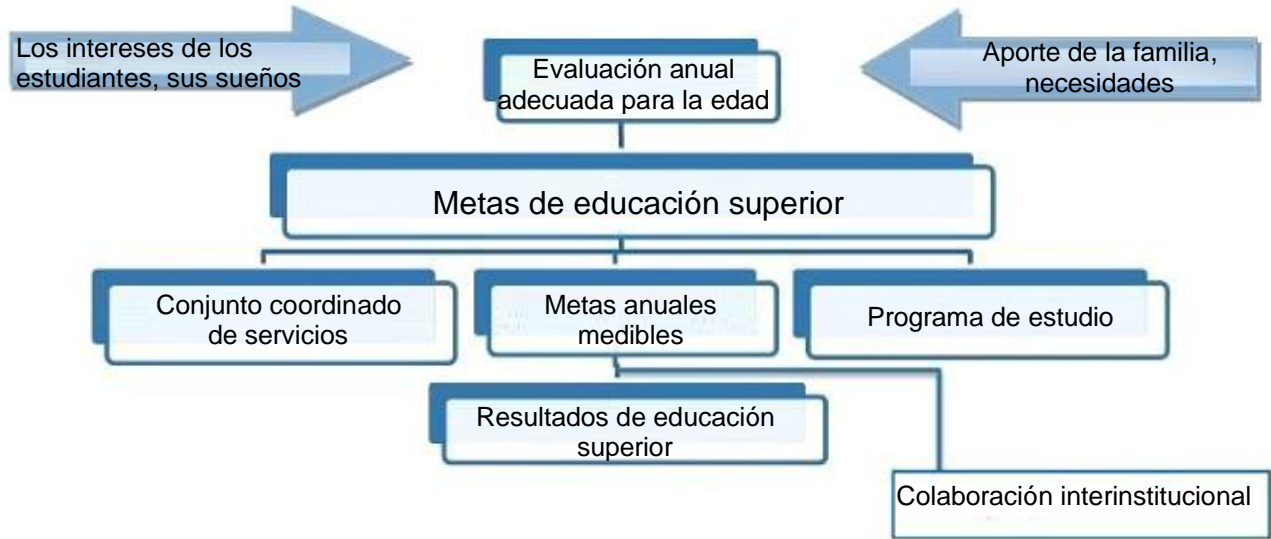 Los intereses de los
estudiantes, sus sueños
Evaluación anual
adecuada para la edad
Aporte de la familia,
necesidades
Metas de educación superior
Conjunto coordinado
de servicios
Metas anuales
medibles
Programa de estudio
Resultados de educación
superior
Colaboración interinstitucional